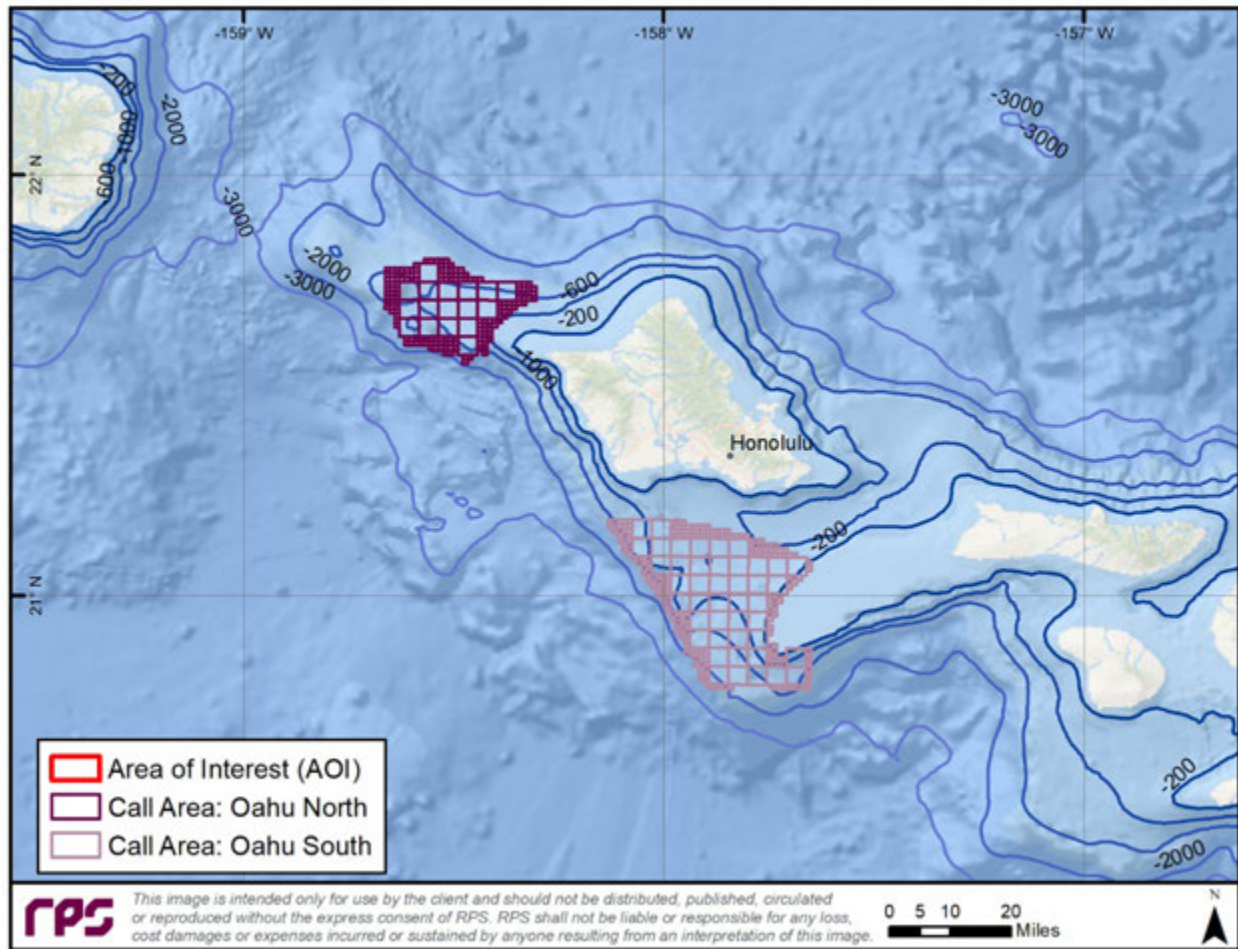 -159° W
-158° W
-157° W
-200
-2000
-1000
-600
22° N
-3000
-3000
-3000
-2000
-3000
-600
-200
-1000
Honolulu
-200
21° N
-200
-2000
Area of Interest (AOI)
Call Area: Oahu North
Call Area: Oahu South
rps
This image is intended only for use by the client and should not be distributed, published, circulated
or reproduced without the express consent of RPS. RPS shall not be liable or responsible for any loss,
cost damages or expenses incurred or sustained by anyone resulting from an interpretation of this image.
0 5 10 20
Miles
N